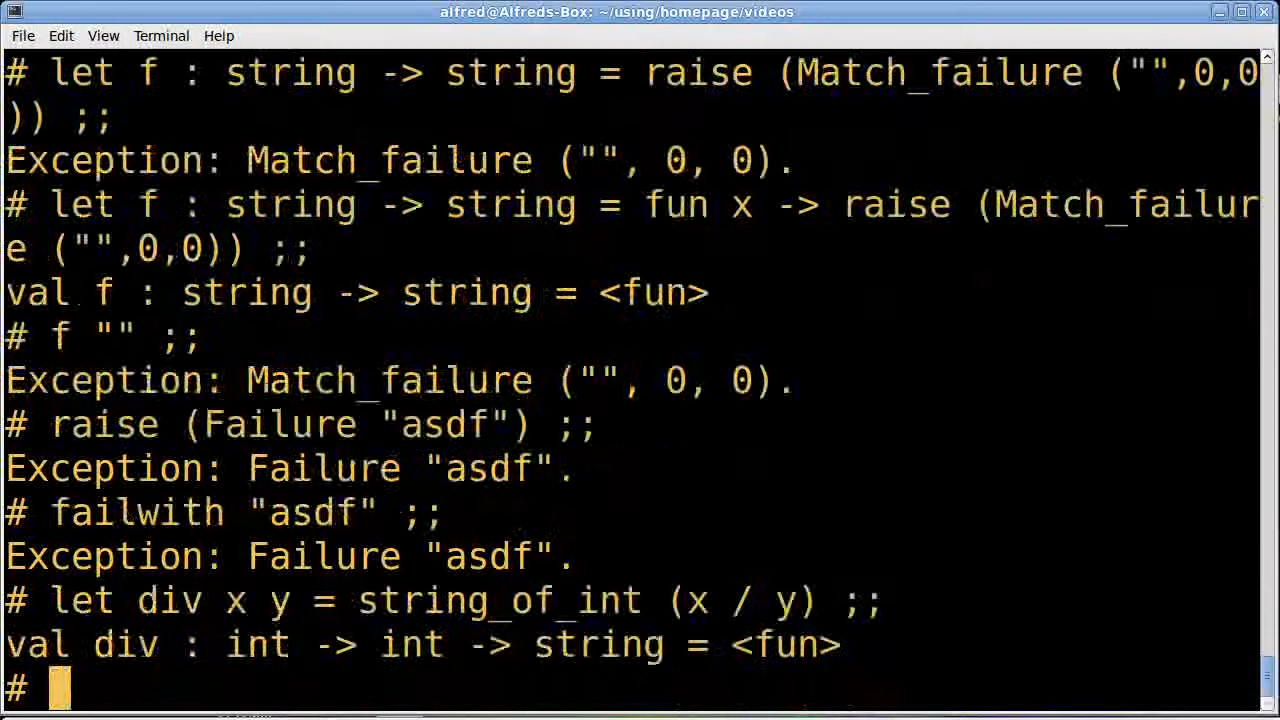 alfred@Alfreds-Box: ~/using/homepage/videos
File Edit View Terminal Help
# let f : string -> string = raise (Match_failure ("",0,0
)) ;;
Exception: Match_failure ("", 0, 0).
# let f : string -> string = fun x -> raise (Match_failur
e ("",0,0)) ;;
val f : string -> string = <fun>
# f "" ;;
Exception: Match_failure ("", 0, 0).
# raise (Failure "asdf") ;;
Exception: Failure "asdf".
# failwith "asdf" ;;
Exception: Failure "asdf".
# let div x y = string_of_int (x / y) ;;
val div : int -> int -> string = <fun>
#